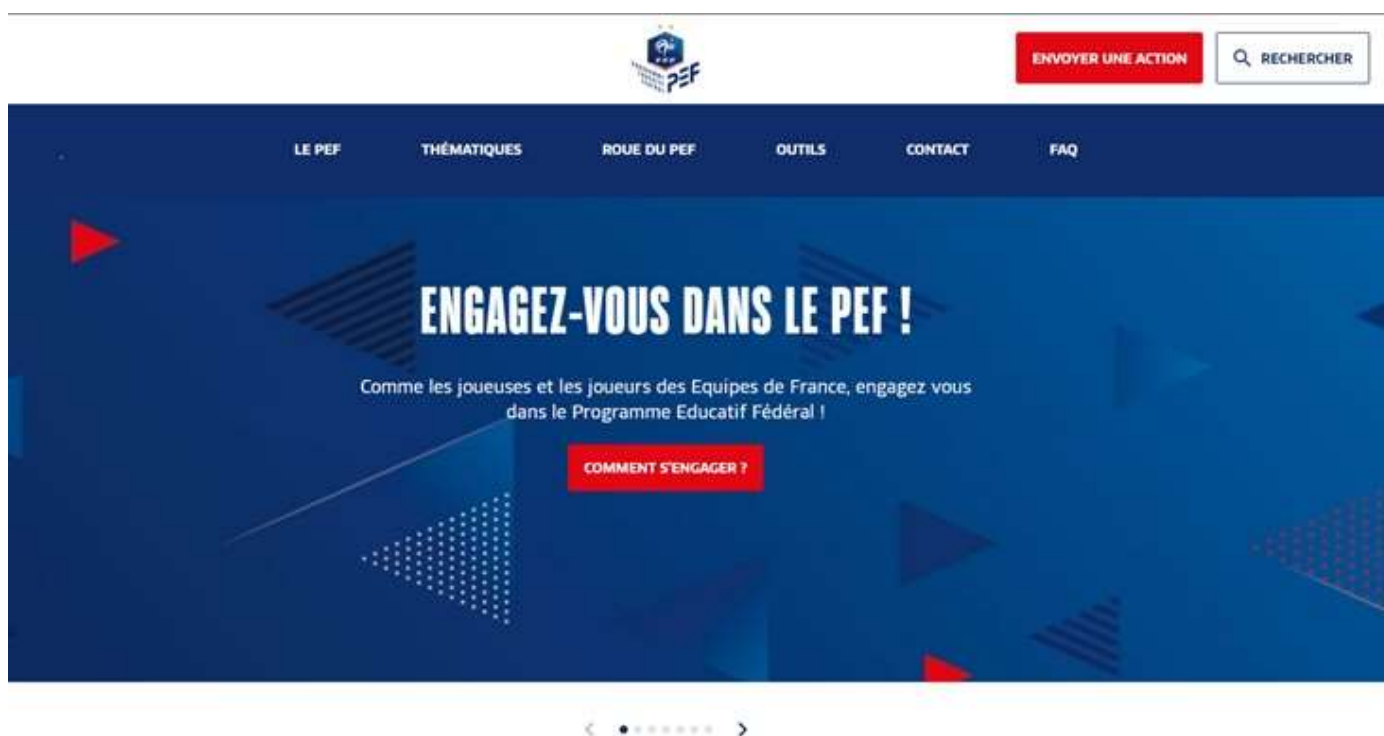 FFF
PEF
ENVOYER UNE ACTION
RECHERCHER
LE PEF
THÉMATIQUES
ROUE DU PEF
OUTILS
CONTACT
FAQ
ENGAGEZ-VOUS DANS LE PEF !
Comme les joueuses et les joueurs des Equipes de France, engagez vous
dans le Programme Educatif Fédéral !
COMMENT S'ENGAGER ?